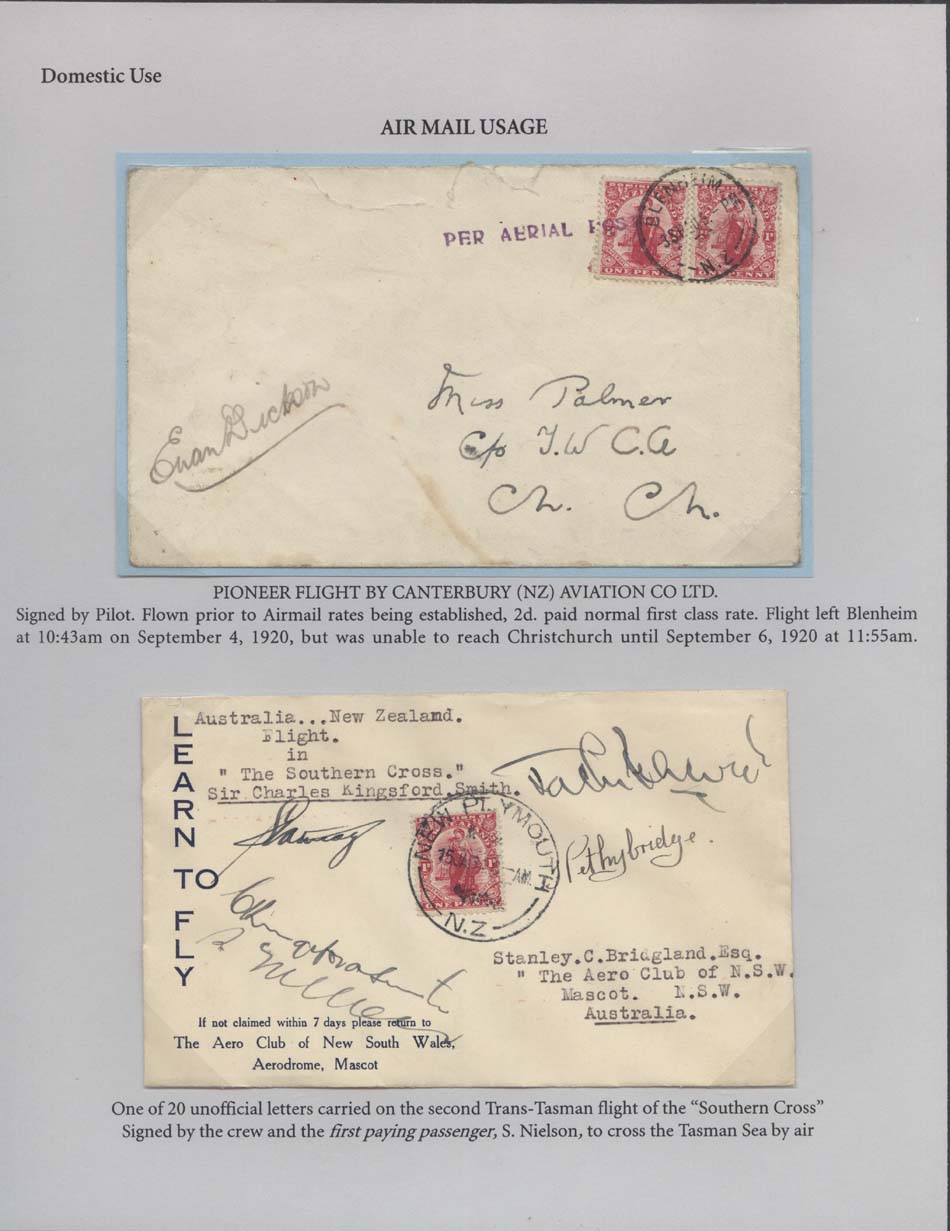 Domestic Use
AIR MAIL USAGE
PER AERIAL POS
BLENHEIM
N.Z
ONE PENNY
PENNY
Evan Dickson
Miss Palmer
C/o Y.W C.A
Ch. Ch.
PIONEER FLIGHT BY CANTERBURY (NZ) AVIATION CO LTD.
Signed by Pilot. Flown prior to Airmail rates being established, 2d. paid normal first class rate. Flight left Blenheim
at 10:43am on September 4, 1920, but was unable to reach Christchurch until September 6, 1920 at 11:55am.
LEARN TO FLY
Australia...New Zealand.
Flight.
in
" The Southern Cross."
Sir Charles Kingsford Smith.
NEW PLYMOUTH
AM
N.Z
ONE PENNY
Pethybridge.
Stanley.C.Bridgland.Esq.
" The Aero Club of N.S.W.
Mascot. N.S.W.
Australia.
If not claimed within 7 days please return to
The Aero Club of New South Wales,
Aerodrome, Mascot
One of 20 unofficial letters carried on the second Trans-Tasman flight of the “Southern Cross”
Signed by the crew and the first paying passenger, S. Nielson, to cross the Tasman Sea by air